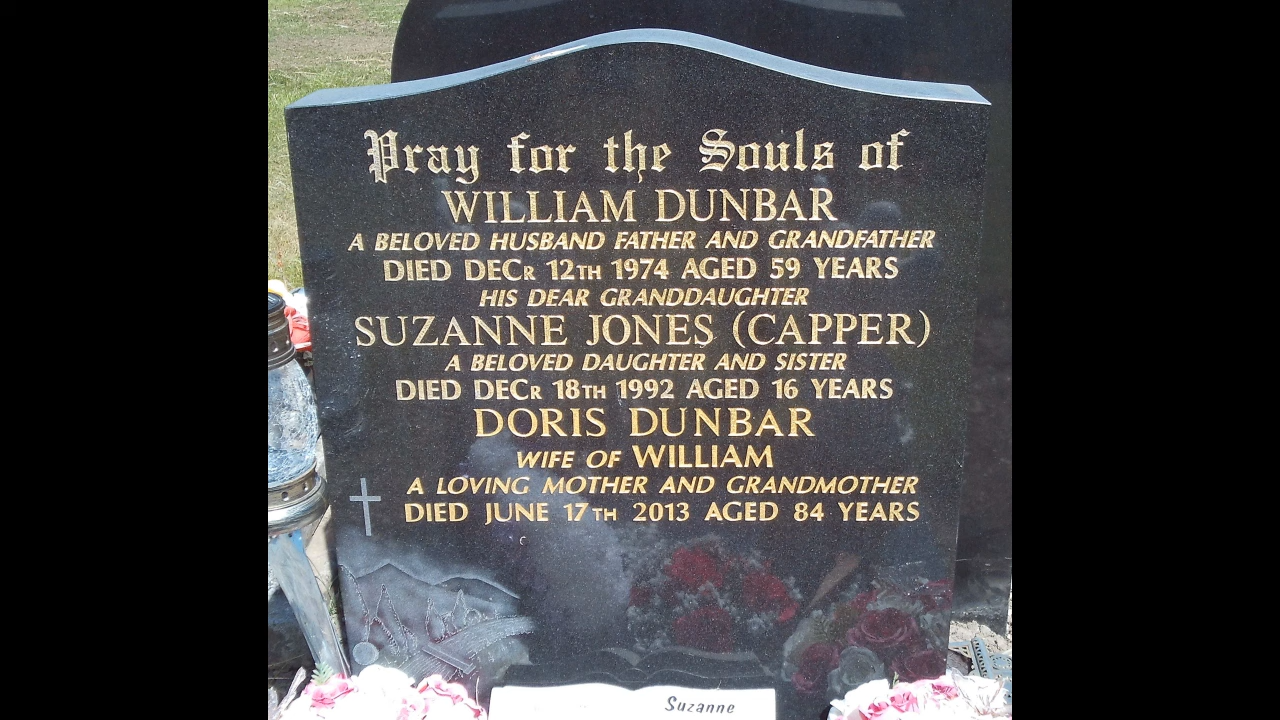 Pray for the Souls of
WILLIAM DUNBAR
A BELOVED HUSBAND FATHER AND GRANDFATHER
DIED DECR 12TH 1974 AGED 59 YEARS
HIS DEAR GRANDDAUGHTER
SUZANNE JONES (CAPPER)
A BELOVED DAUGHTER AND SISTER
DIED DECR 18TH 1992 AGED 16 YEARS
DORIS DUNBAR
WIFE OF WILLIAM
A LOVING MOTHER AND GRANDMOTHER
DIED JUNE 17TH 2013 AGED 84 YEARS
Suzanne